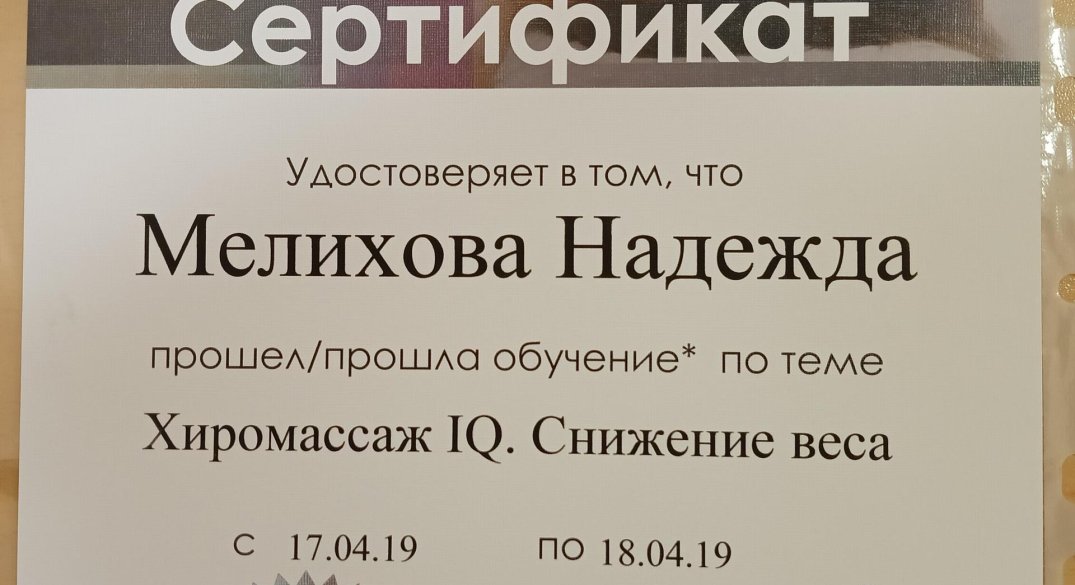 Сертификат
Удостоверяет в том, что
Мелихова Надежда
прошел/прошла обучение* по теме
Хиромассаж IQ. Снижение веса
с 17.04.19 по 18.04.19